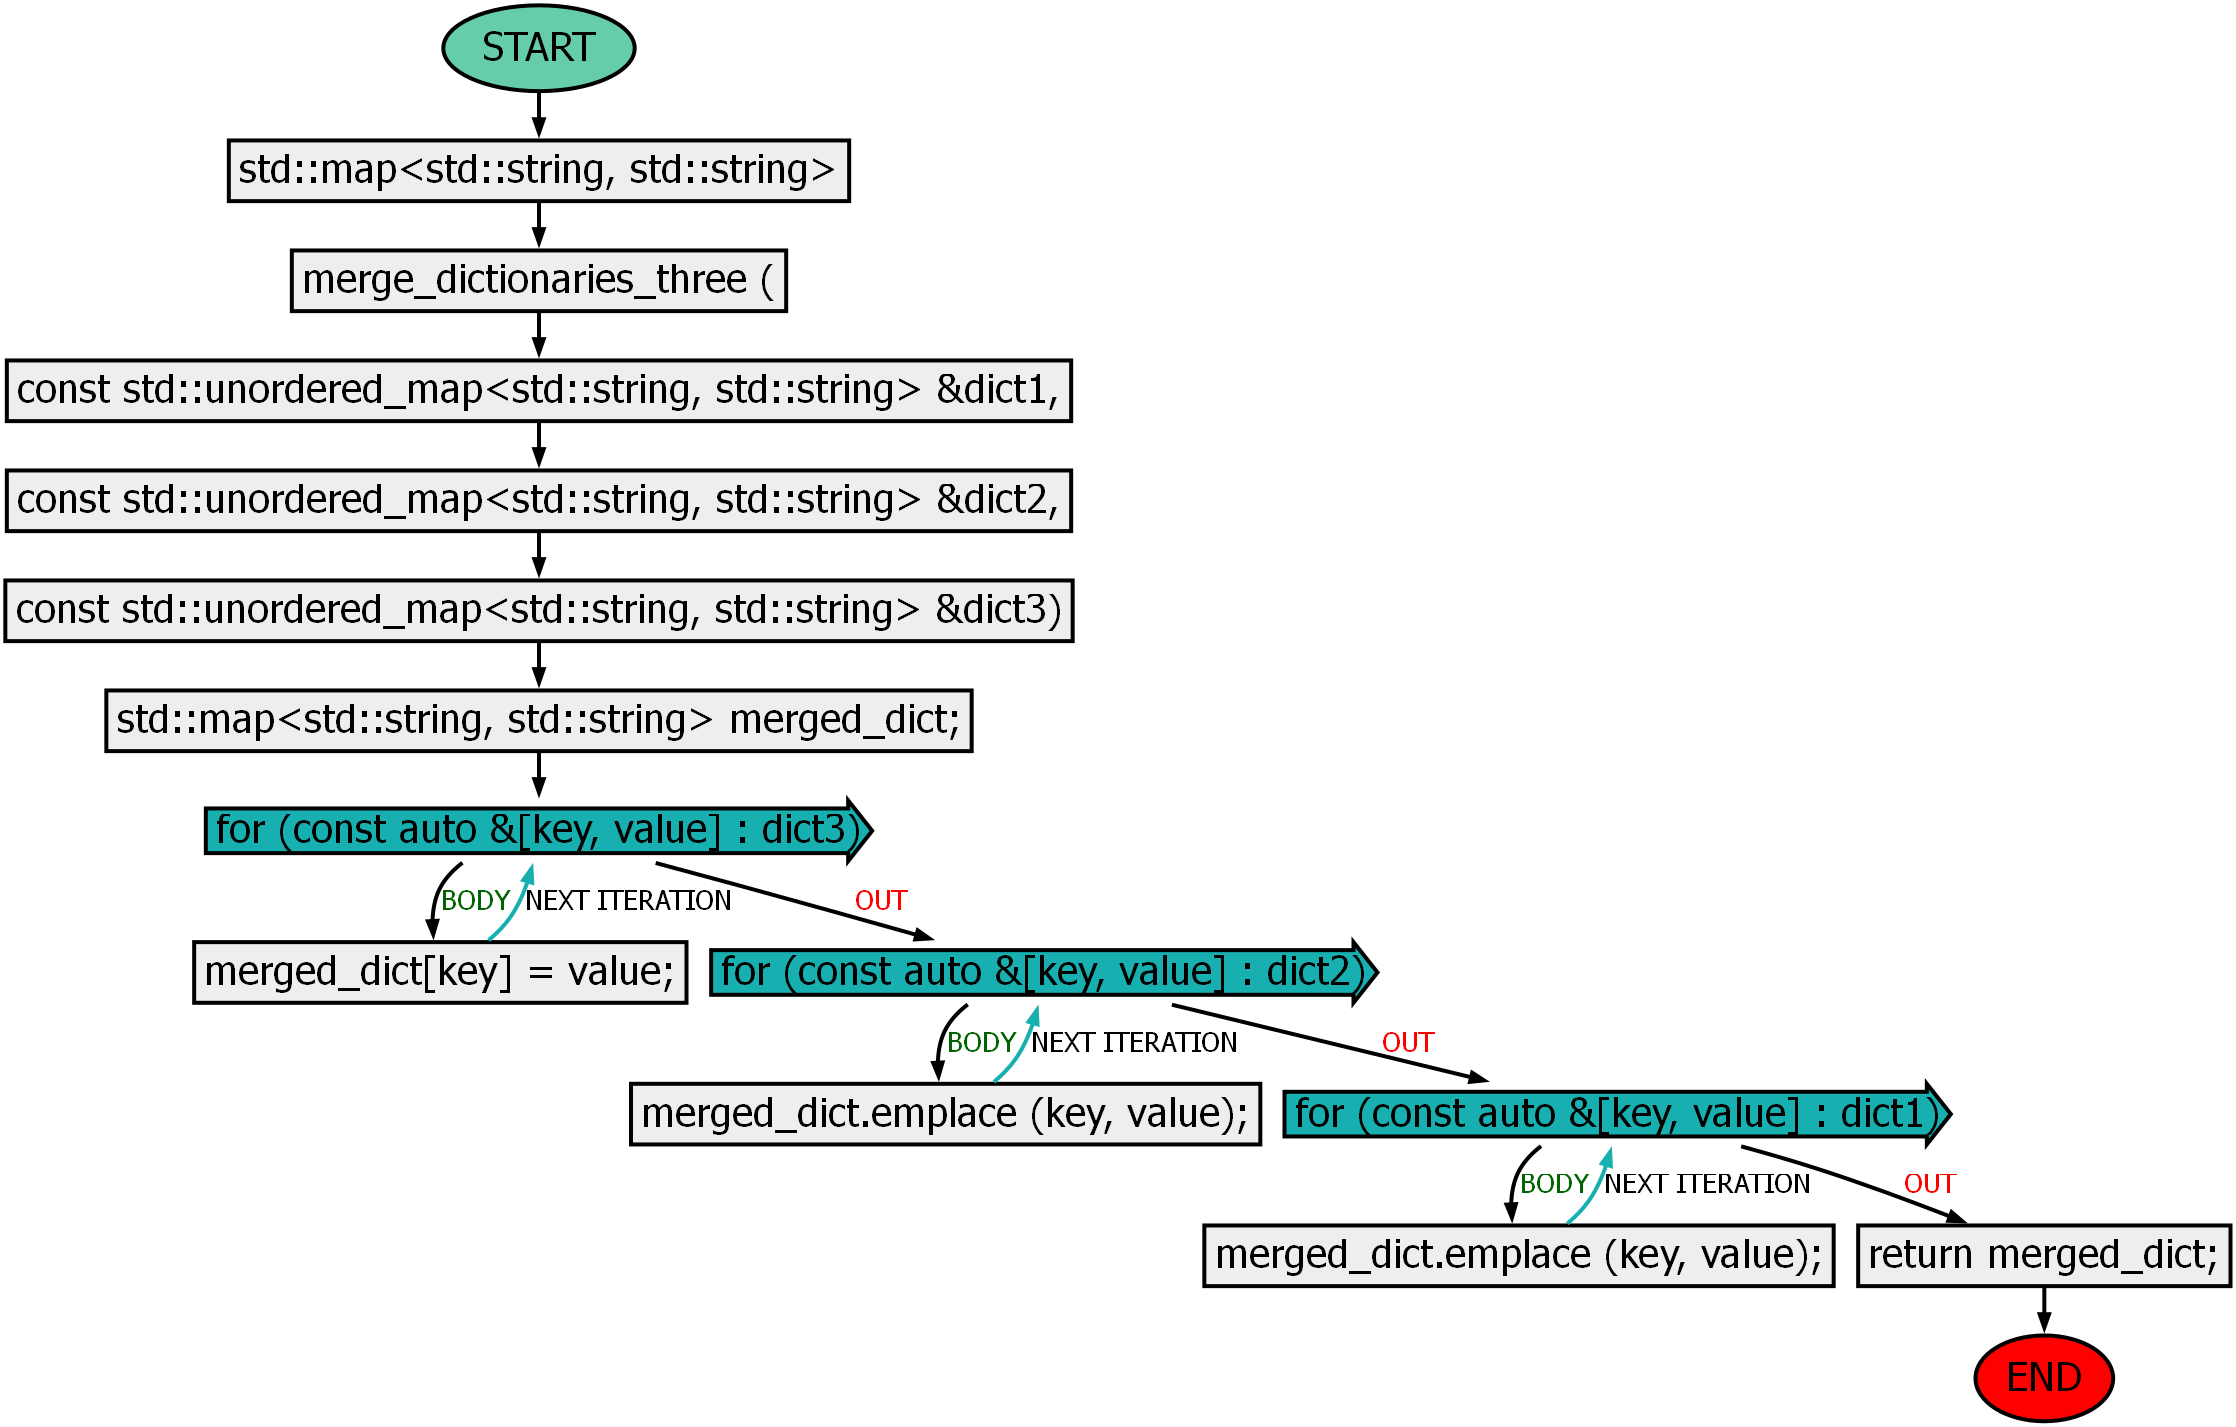 START
std::map<std::string, std::string>
merge_dictionaries_three (
const std::unordered_map<std::string, std::string> &dict1,
const std::unordered_map<std::string, std::string> &dict2,
const std::unordered_map<std::string, std::string> &dict3)
std::map<std::string, std::string> merged_dict;
for (const auto &[key, value] : dict3)
BODY
NEXT ITERATION
OUT
merged_dict[key] = value;
for (const auto &[key, value] : dict2)
BODY
NEXT ITERATION
OUT
merged_dict.emplace (key, value);
for (const auto &[key, value] : dict1)
BODY
NEXT ITERATION
OUT
merged_dict.emplace (key, value);
return merged_dict;
END